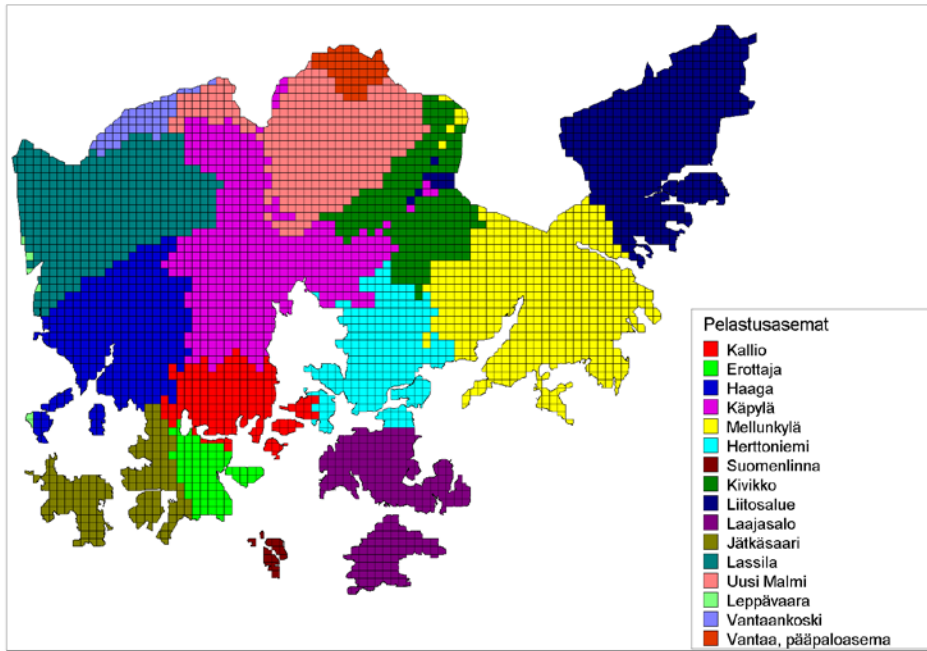 Pelastusasemat
Kallio
Erottaja
Haaga
Käpylä
Mellunkylä
Herttoniemi
Suomenlinna
Kivikko
Liitosalue
Laajasalo
Jätkäsaari
Lassila
Uusi Malmi
Leppävaara
Vantaankoski
Vantaa, pääpaloasema